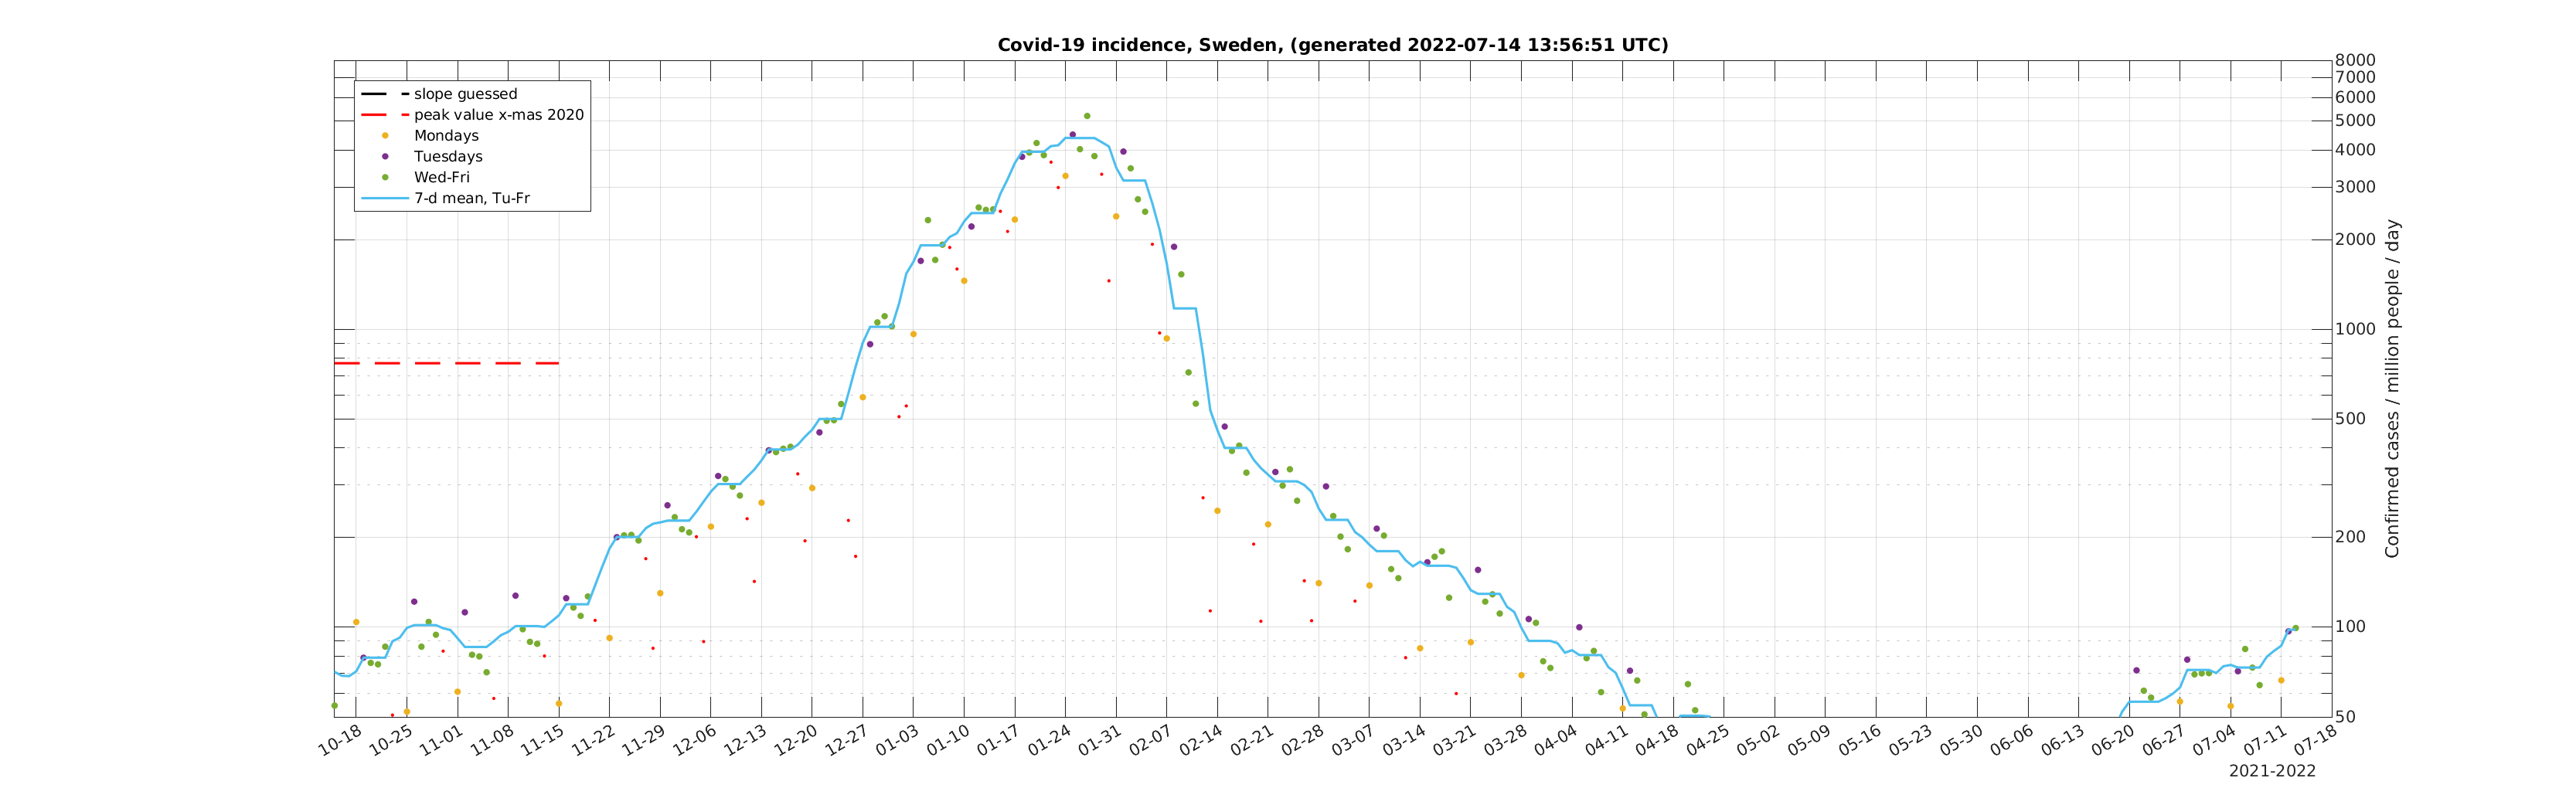 Covid-19 incidence, Sweden, (generated 2022-07-14 13:56:51 UTC)
slope guessed
peak value x-mas 2020
Mondays
Tuesdays
Wed-Fri
7-d mean, Tu-Fr
8000
7000
6000
5000
4000
3000
2000
1000
500
200
100
50
Confirmed cases / million people / day
10-18 10-25 11-01 11-08 11-15 11-22 11-29 12-06 12-13 12-20 12-27 01-03 01-10 01-17 01-24 01-31 02-07 02-14 02-21 02-28 03-07 03-14 03-21 03-28 04-04 04-11 04-18 04-25 05-02 05-09 05-16 05-23 05-30 06-06 06-13 06-20 06-27 07-04 07-11 07-18
2021-2022